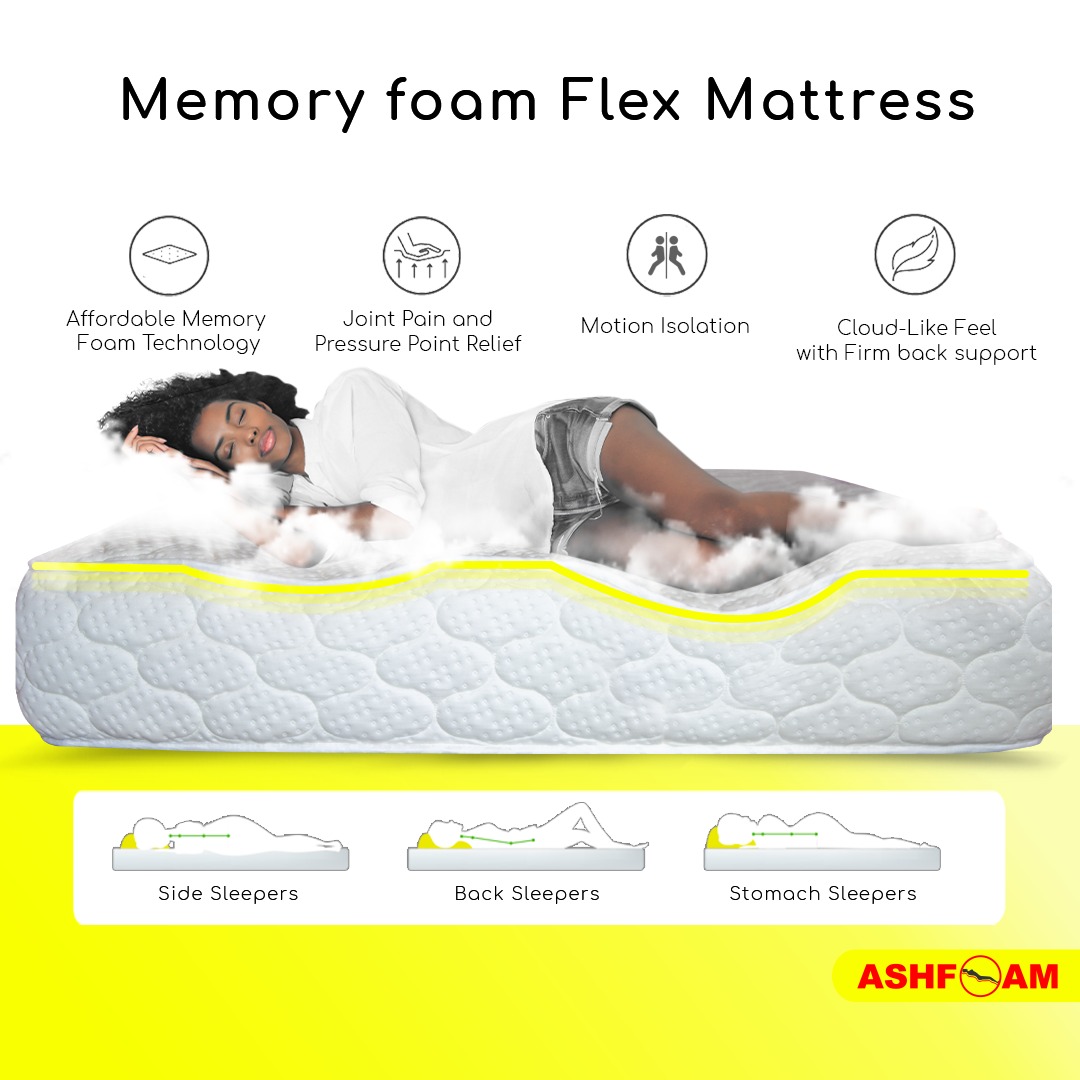 Memory foam Flex Mattress
Affordable Memory
Foam Technology
Joint Pain and
Pressure Point Relief
Motion Isolation
Cloud-Like Feel
with Firm back support
Side Sleepers
Back Sleepers
Stomach Sleepers
ASHFOAM